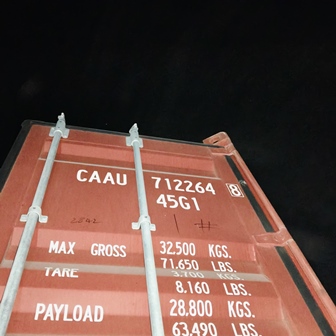 CAAU 712264 8
45G1
1 #
MAX GROSS 32.500 KGS.
71.650 LBS.
TARE 3.700 KGS.
8.160 LBS.
PAYLOAD 28.800 KGS.
63.490 LBS.